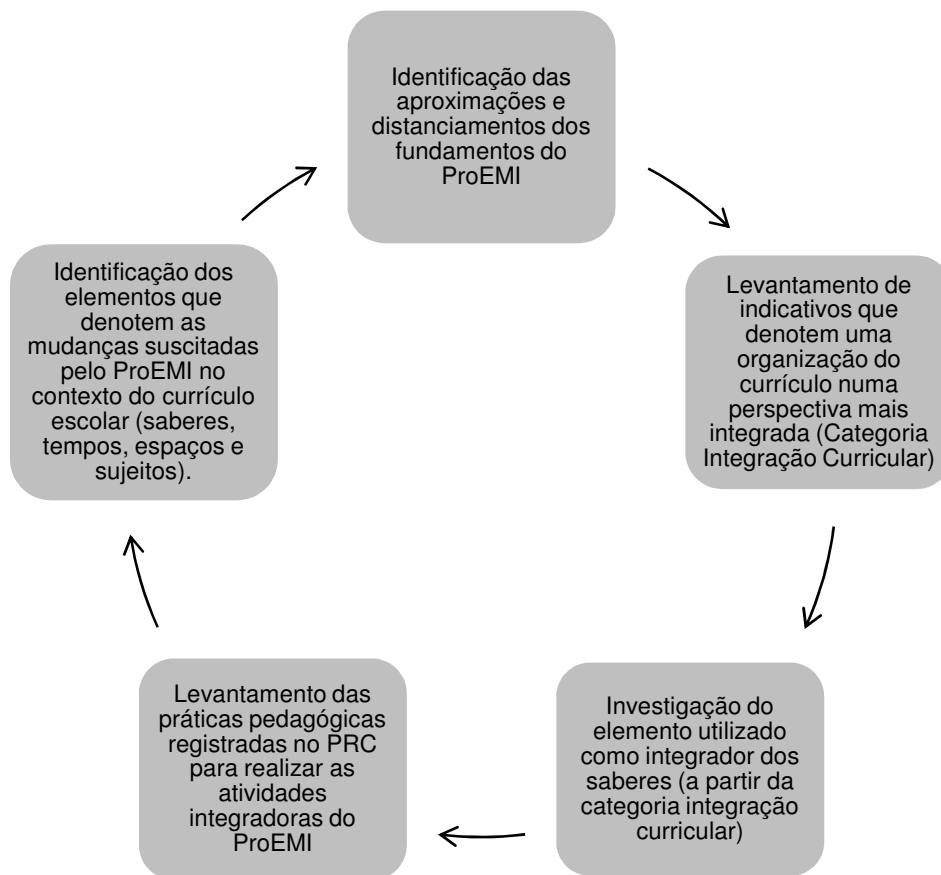 Identificação das
aproximações e
distanciamentos dos
fundamentos do
ProEMI
Levantamento de
indicativos que
denotem uma
organização do
currículo numa
perspectiva mais
integrada (Categoria
Integração Curricular)
Investigação do
elemento utilizado
como integrador dos
saberes (a partir da
categoria integração
curricular)
Levantamento das
práticas pedagógicas
registradas no PRC
para realizar as
atividades
integradoras do
ProEMI
Identificação dos
elementos que
denotem as
mudanças suscitadas
pelo ProEMI no
contexto do currículo
escolar (saberes,
tempos, espaços e
sujeitos).